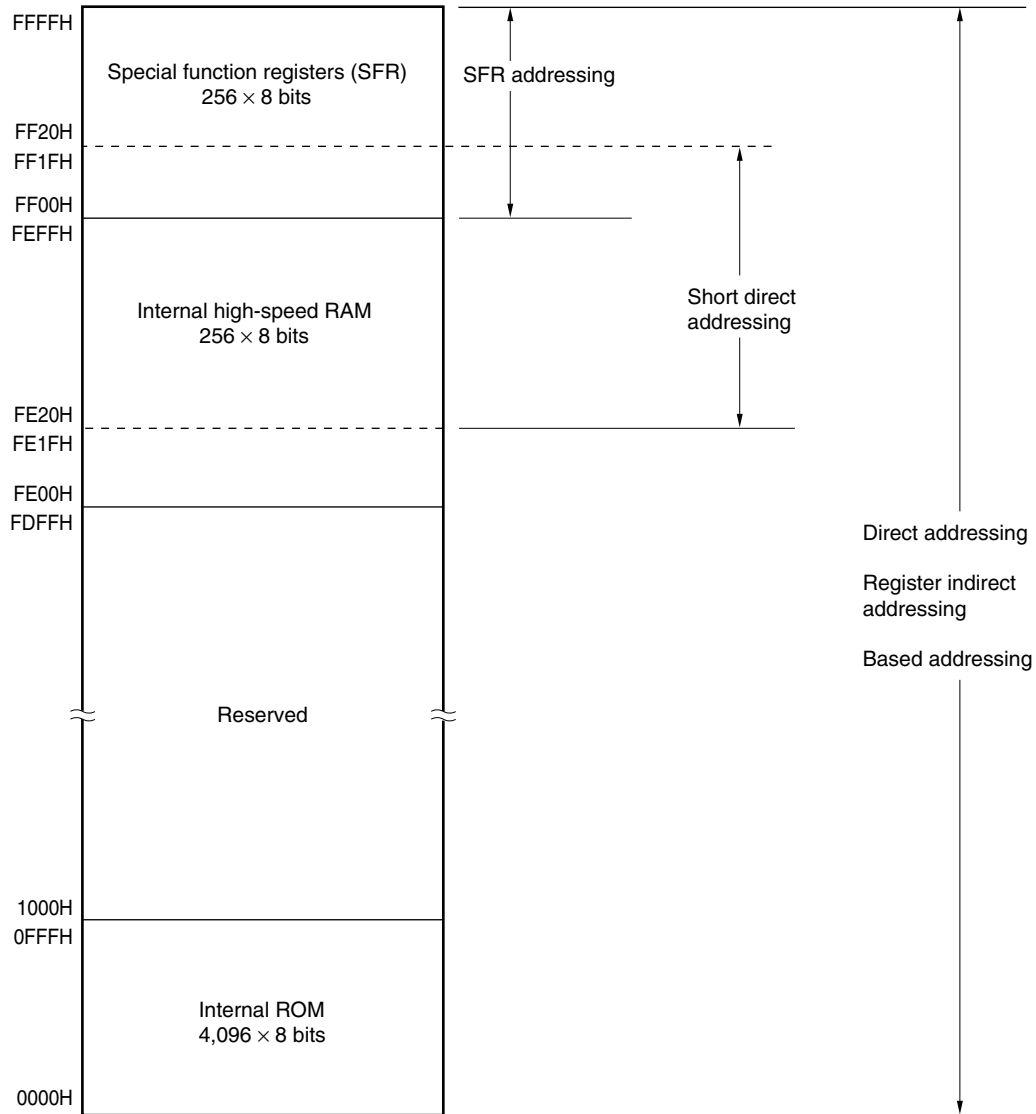 FFFFH
Special function registers (SFR)
256 × 8 bits
SFR addressing
FF20H
FF1FH
FF00H
FEFFH
Internal high-speed RAM
256 × 8 bits
Short direct
addressing
FE20H
FE1FH
FE00H
FDFFH
Direct addressing
Register indirect
addressing
Based addressing
Reserved
1000H
0FFFH
Internal ROM
4,096 × 8 bits
0000H